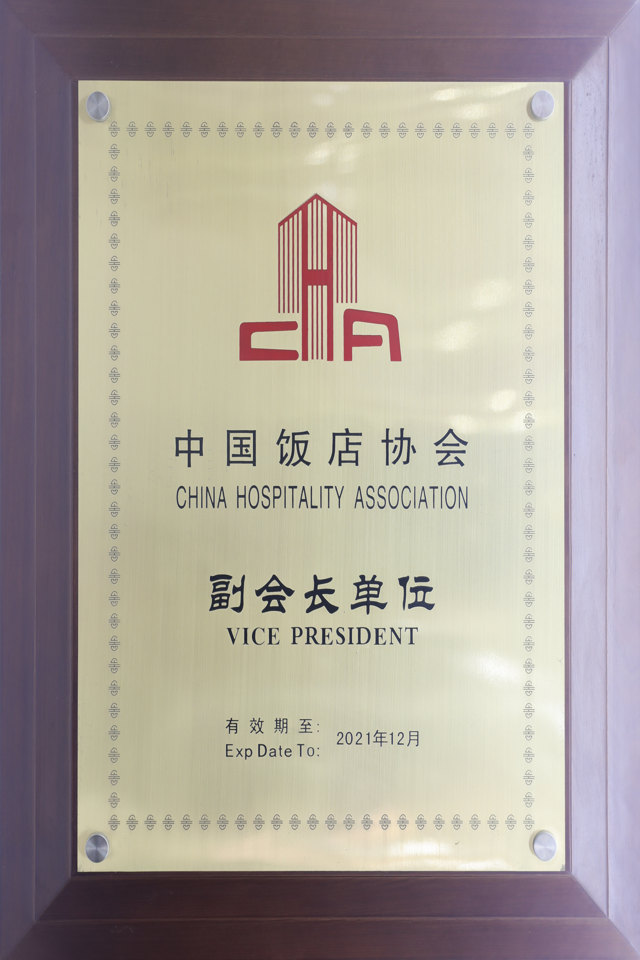 CHA
中国饭店协会
CHINA HOSPITALITY ASSOCIATION
副会长单位
VICE PRESIDENT
有效期至: 2021年12月
Exp Date To: